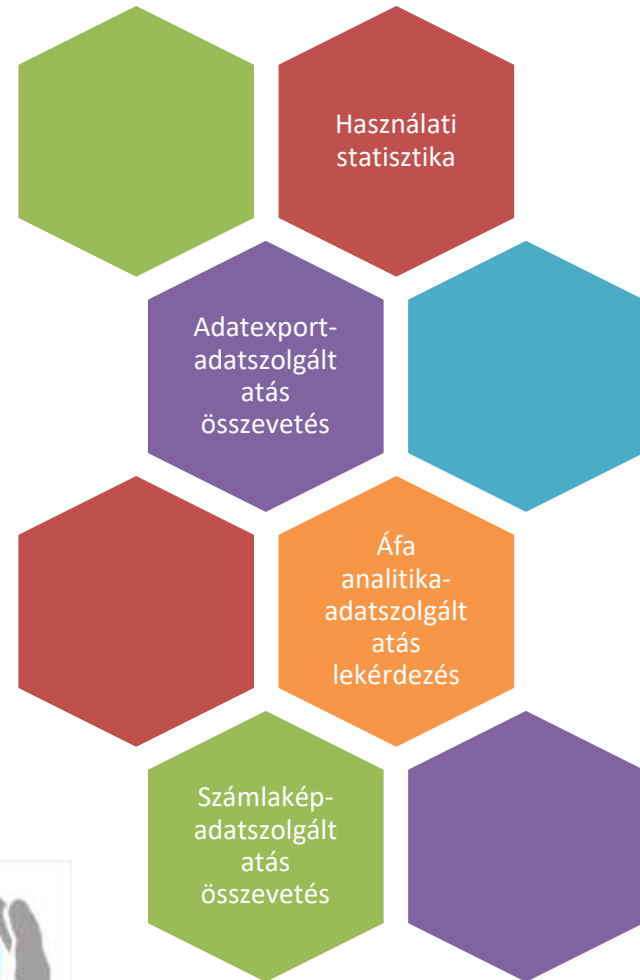 Használati
statisztika
Adatexport-
adatszolgált
atás
összevetés
Áfa
analitika-
adatszolgált
atás
lekérdezés
Számlakép-
adatszolgált
atás
összevetés